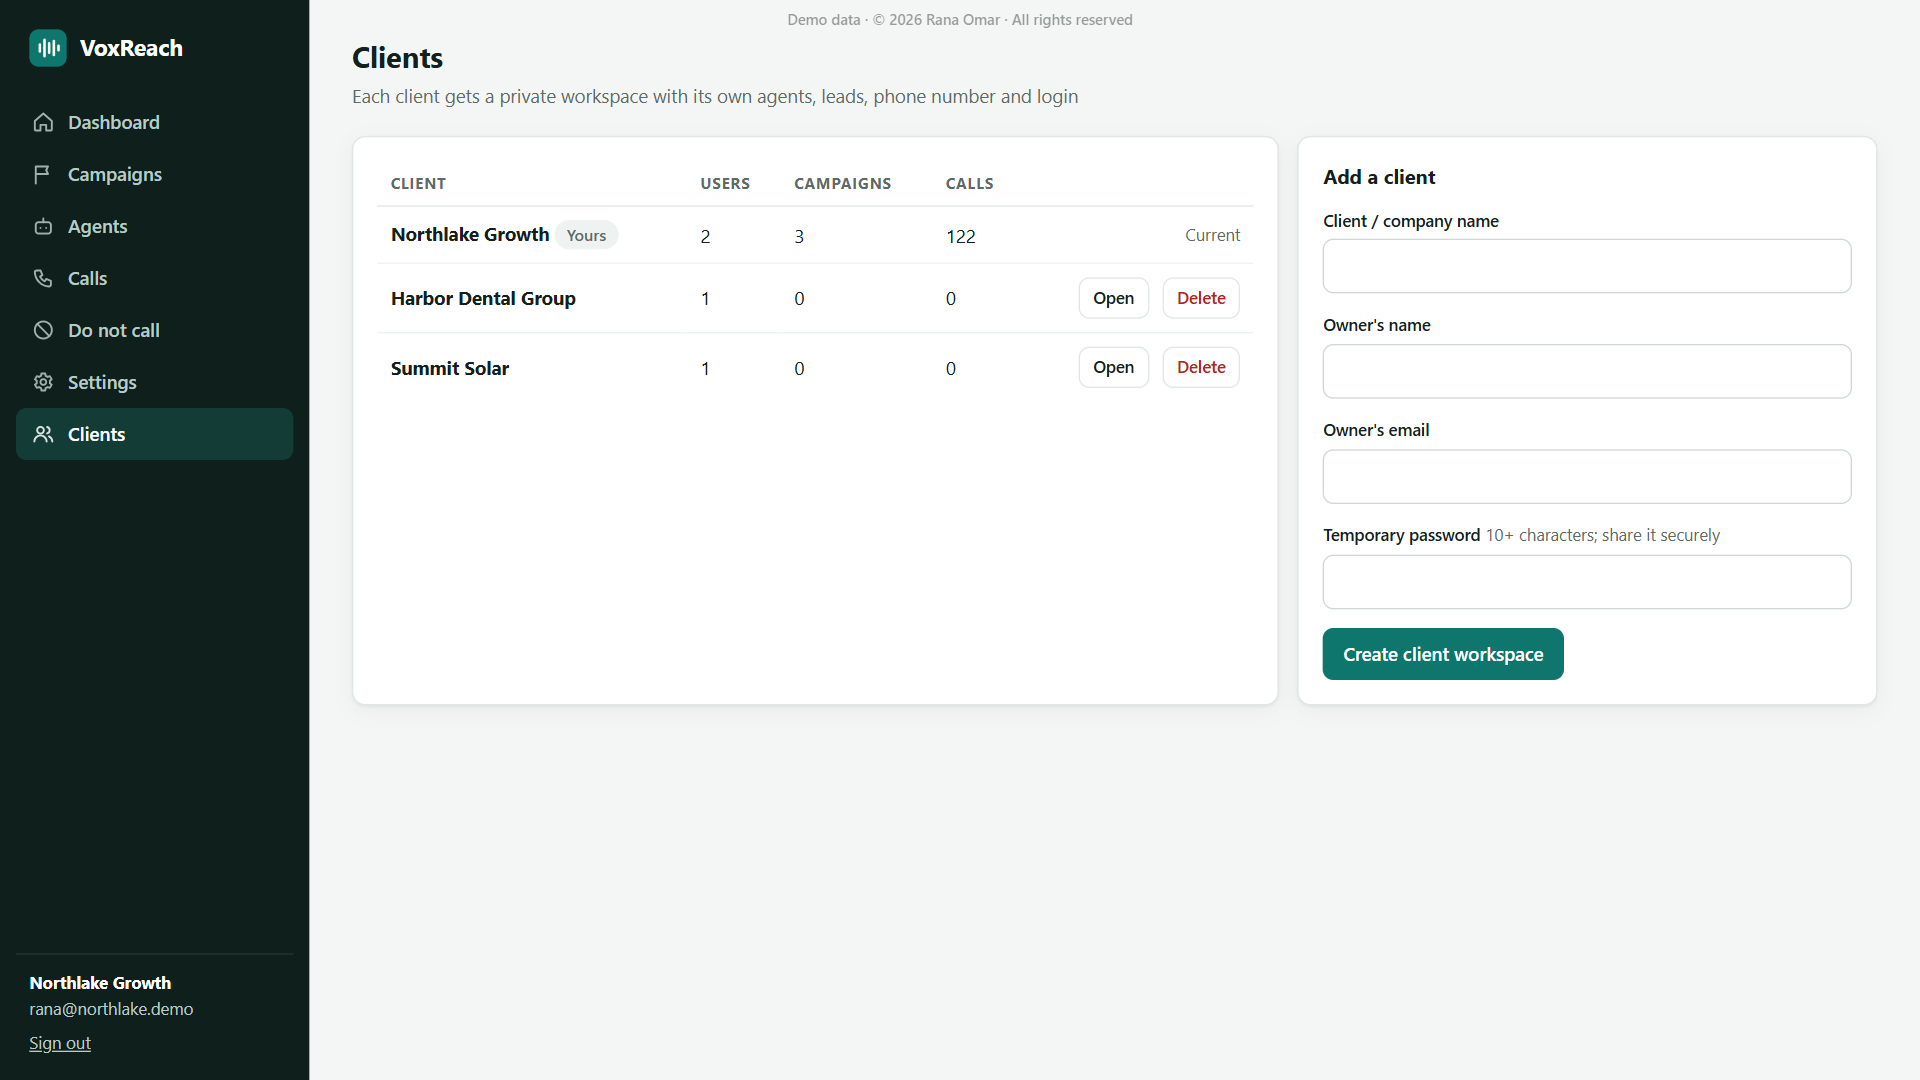 VoxReach
Dashboard
Campaigns
Agents
Calls
Do not call
Settings
Clients
Northlake Growth
rana@northlake.demo
Sign out
Demo data · © 2026 Rana Omar · All rights reserved
Clients
Each client gets a private workspace with its own agents, leads, phone number and login
CLIENT USERS CAMPAIGNS CALLS
Northlake Growth Yours 2 3 122 Current
Harbor Dental Group 1 0 0 Open Delete
Summit Solar 1 0 0 Open Delete
Add a client
Client / company name
Owner's name
Owner's email
Temporary password 10+ characters; share it securely
Create client workspace